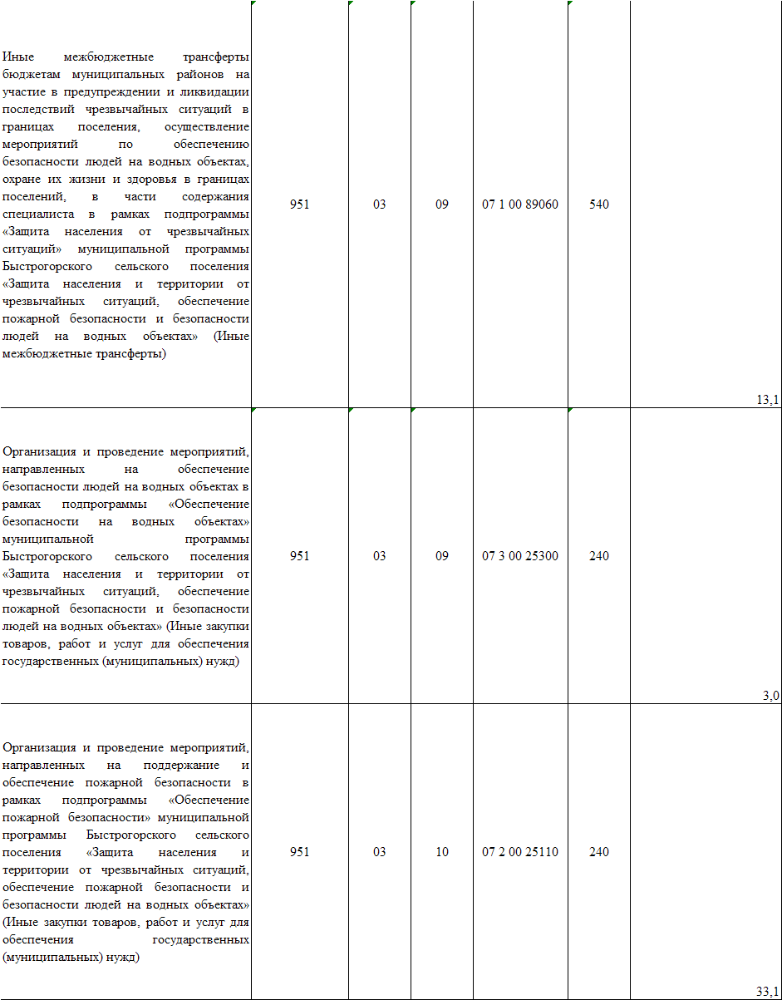 Иные межбюджетные трансферты
бюджетам муниципальных районов на
участие в предупреждении и ликвидации
последствий чрезвычайных ситуаций в
границах поселения, осуществление
мероприятий по обеспечению
безопасности людей на водных объектах,
охране их жизни и здоровья в границах
поселений, в части содержания
специалиста в рамках подпрограммы
«Защита населения от чрезвычайных
ситуаций» муниципальной программы
Быстрогорского сельского поселения
«Защита населения и территории от
чрезвычайных ситуаций, обеспечение
пожарной безопасности и безопасности
людей на водных объектах» (Иные
межбюджетные трансферты)
951 03 09 07 1 00 89060 540
13,1
Организация и проведение мероприятий,
направленных на обеспечение
безопасности людей на водных объектах в
рамках подпрограммы «Обеспечение
безопасности на водных объектах»
муниципальной программы
Быстрогорского сельского поселения
«Защита населения и территории от
чрезвычайных ситуаций, обеспечение
пожарной безопасности и безопасности
людей на водных объектах» (Иные закупки
товаров, работ и услуг для обеспечения
государственных (муниципальных) нужд)
951 03 09 07 3 00 25300 240
3,0
Организация и проведение мероприятий,
направленных на поддержание и
обеспечение пожарной безопасности в
рамках подпрограммы «Обеспечение
пожарной безопасности» муниципальной
программы Быстрогорского сельского
поселения «Защита населения и
территории от чрезвычайных ситуаций,
обеспечение пожарной безопасности и
безопасности людей на водных объектах»
(Иные закупки товаров, работ и услуг для
обеспечения государственных
(муниципальных) нужд)
951 03 10 07 2 00 25110 240
33,1